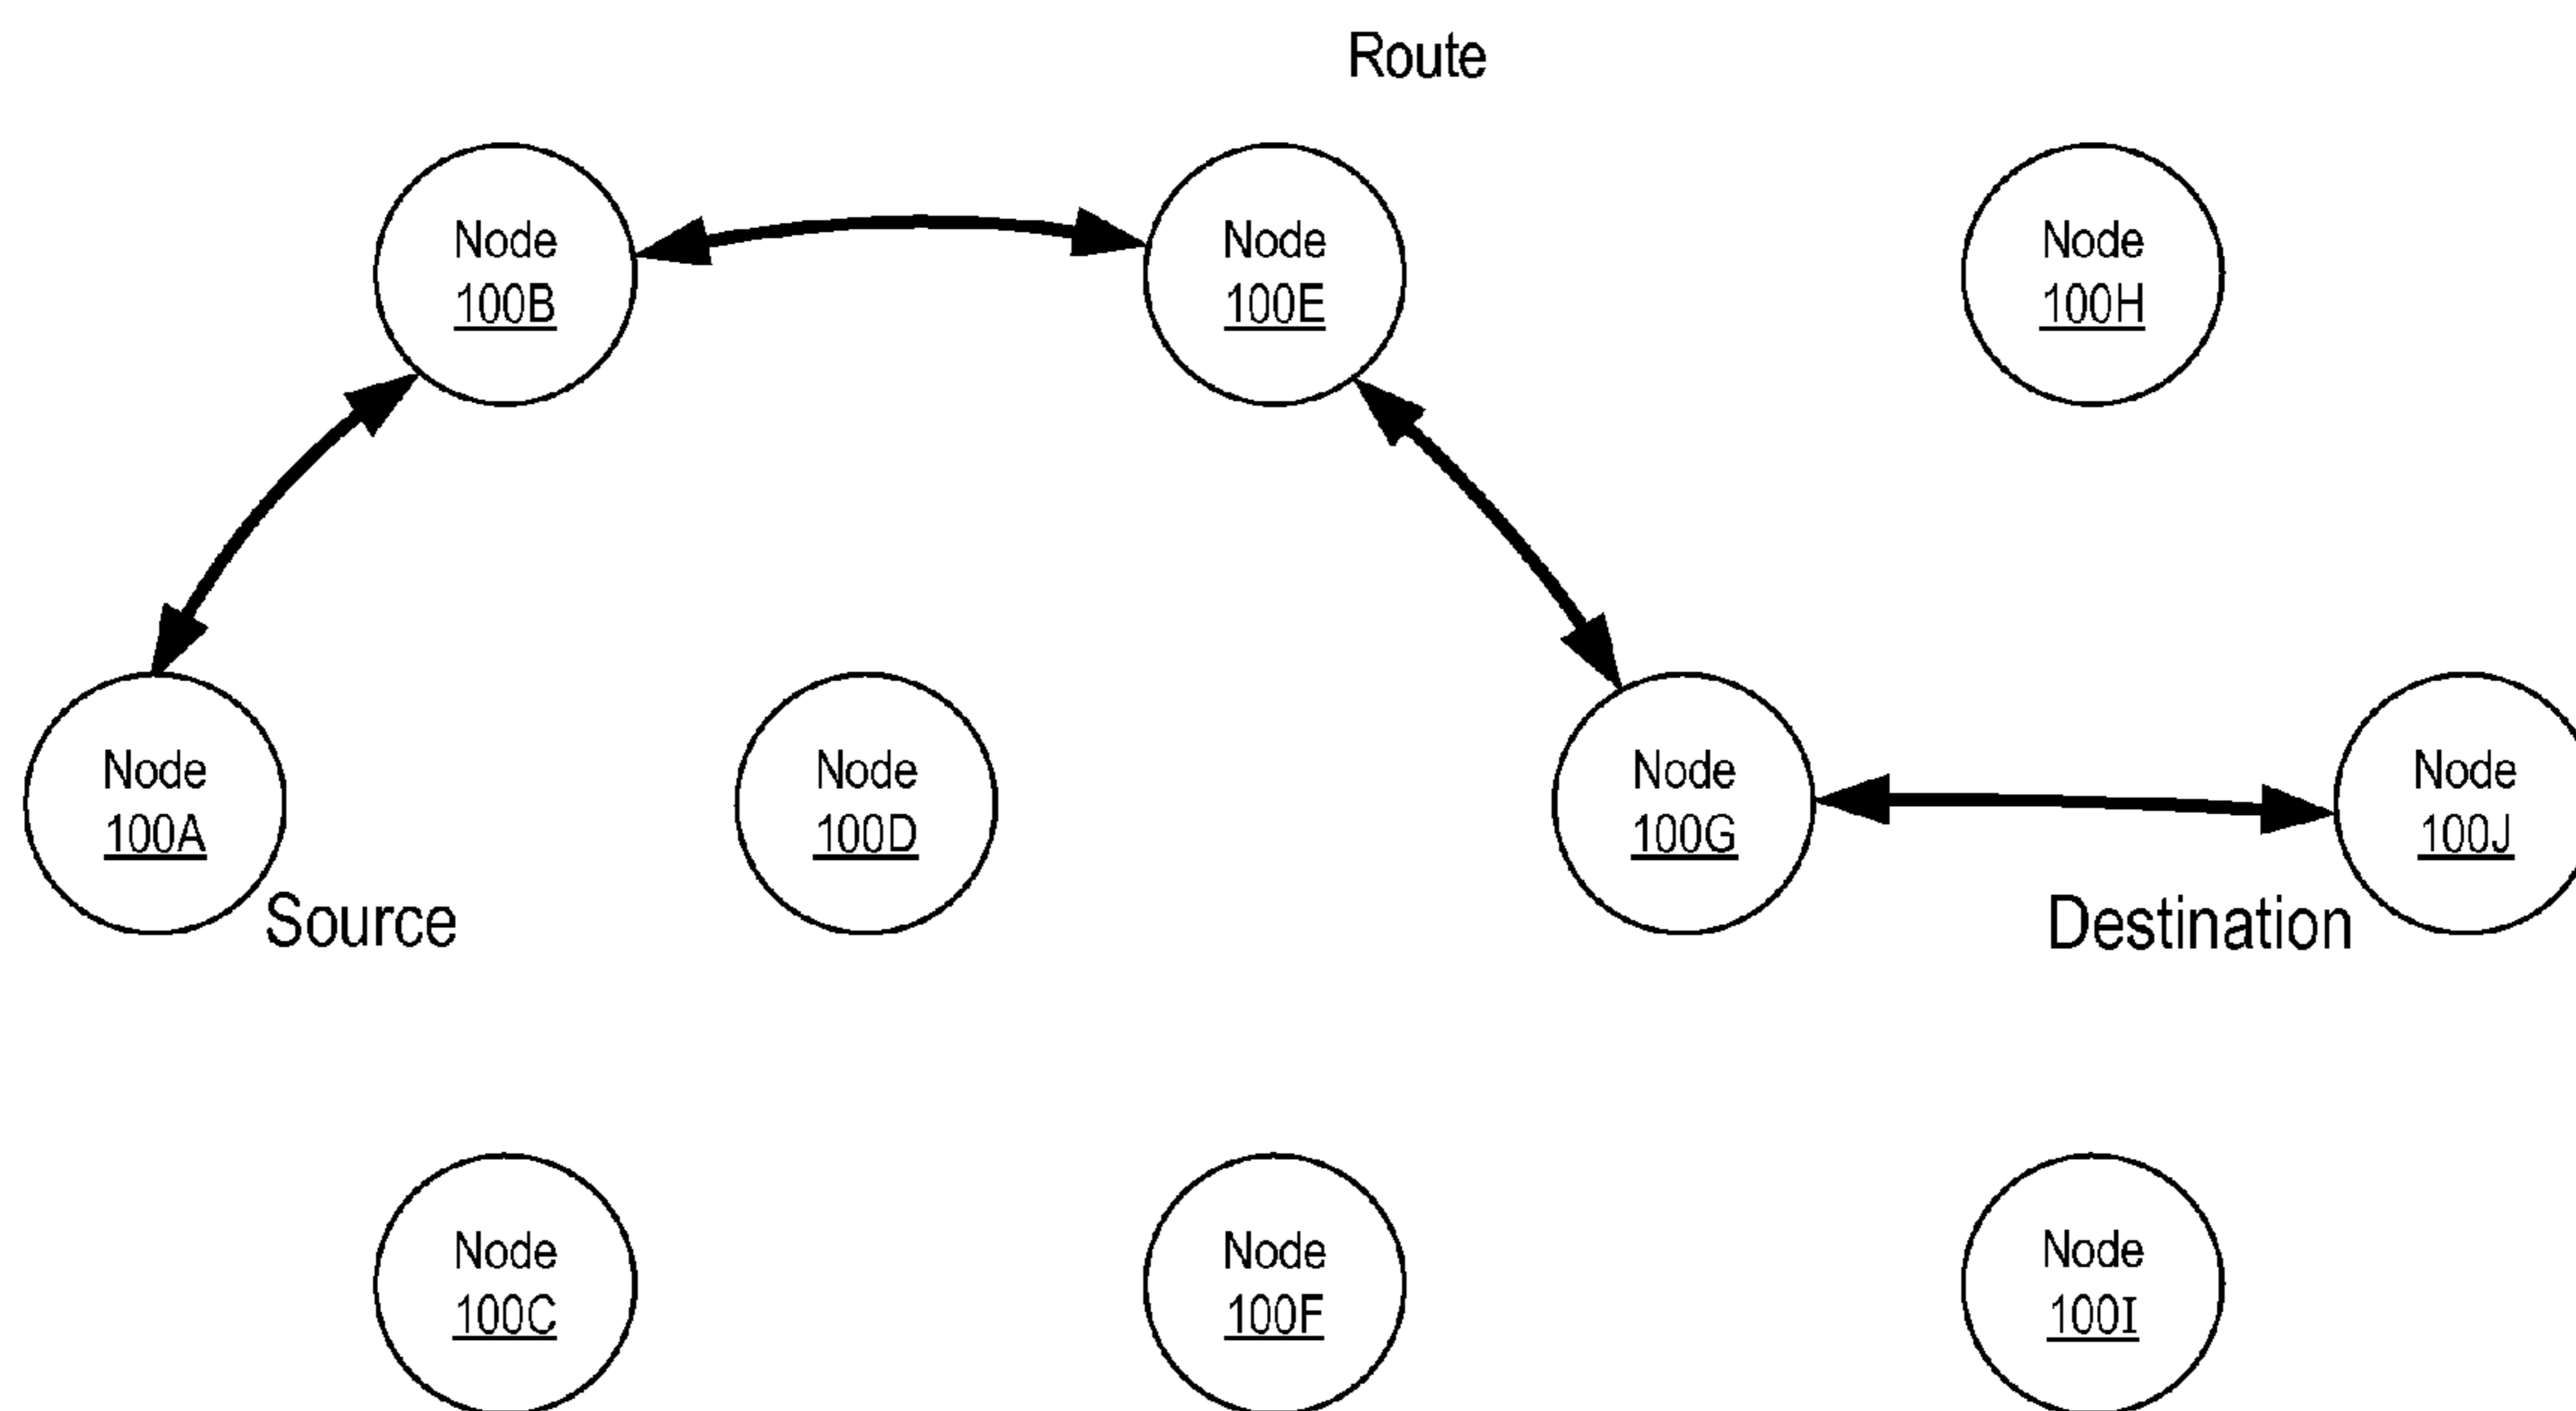 Route
Node
100B
Node
100E
Node
100H
Node
100A
Node
100D
Node
100G
Node
100J
Source
Destination
Node
100C
Node
100F
Node
100I